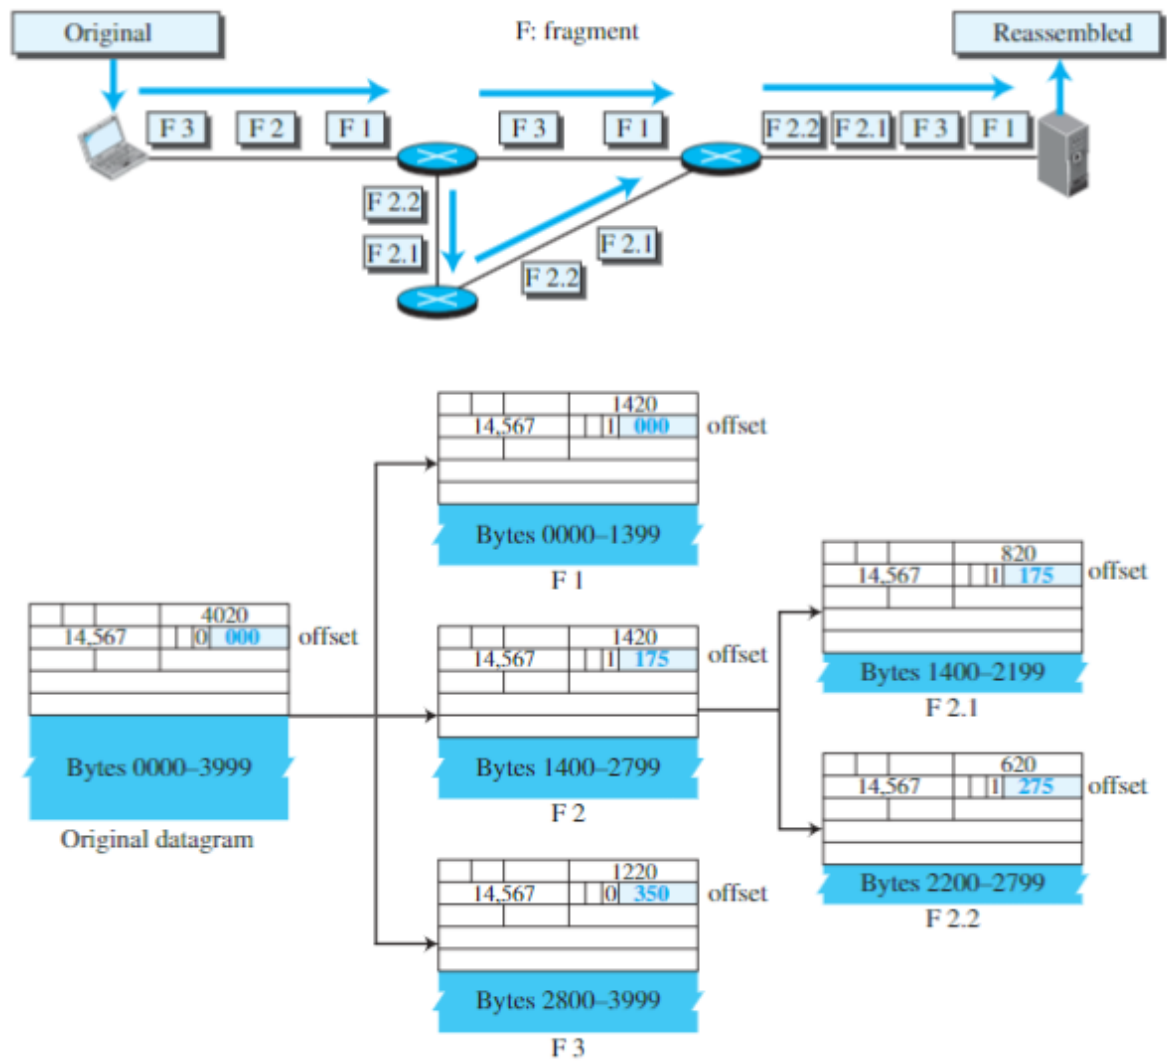 Original
F: fragment
Reassembled
F 3
F 2
F 1
F 3
F 1
F 2.2
F 2.1
F 3
F 1
F 2.2
F 2.1
F 2.1
F 2.2
1420
14,567 1 000 offset
Bytes 0000–1399
F 1
820
14,567 1 175 offset
Bytes 1400–2199
F 2.1
4020
14,567 0 000 offset
Bytes 0000–3999
Original datagram
1420
14,567 1 175 offset
Bytes 1400–2799
F 2
620
14,567 1 275 offset
Bytes 2200–2799
F 2.2
1220
14,567 0 350 offset
Bytes 2800–3999
F 3